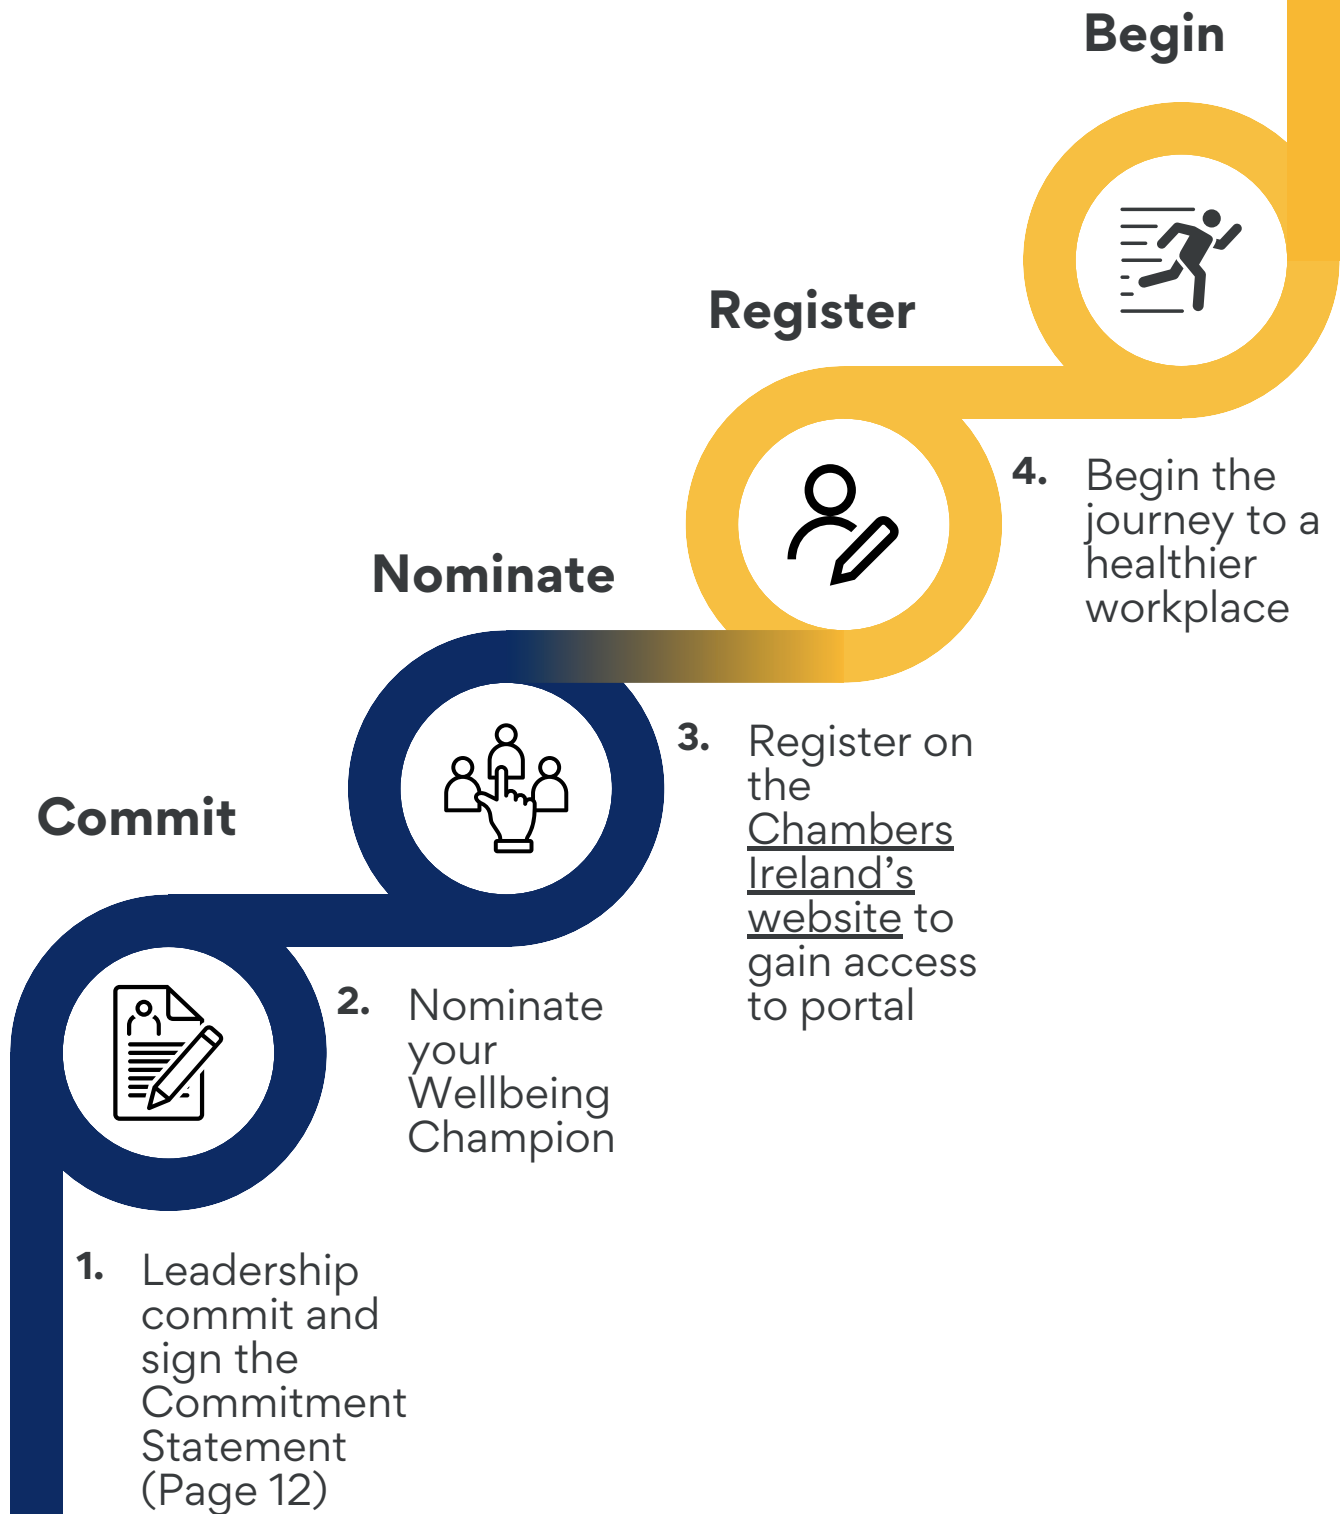 Commit
1. Leadership
commit and
sign the
Commitment
Statement
(Page 12)
Nominate
2. Nominate
your
Wellbeing
Champion
Register
3. Register on
the
Chambers
Ireland’s
website to
gain access
to portal
Begin
4. Begin the
journey to a
healthier
workplace